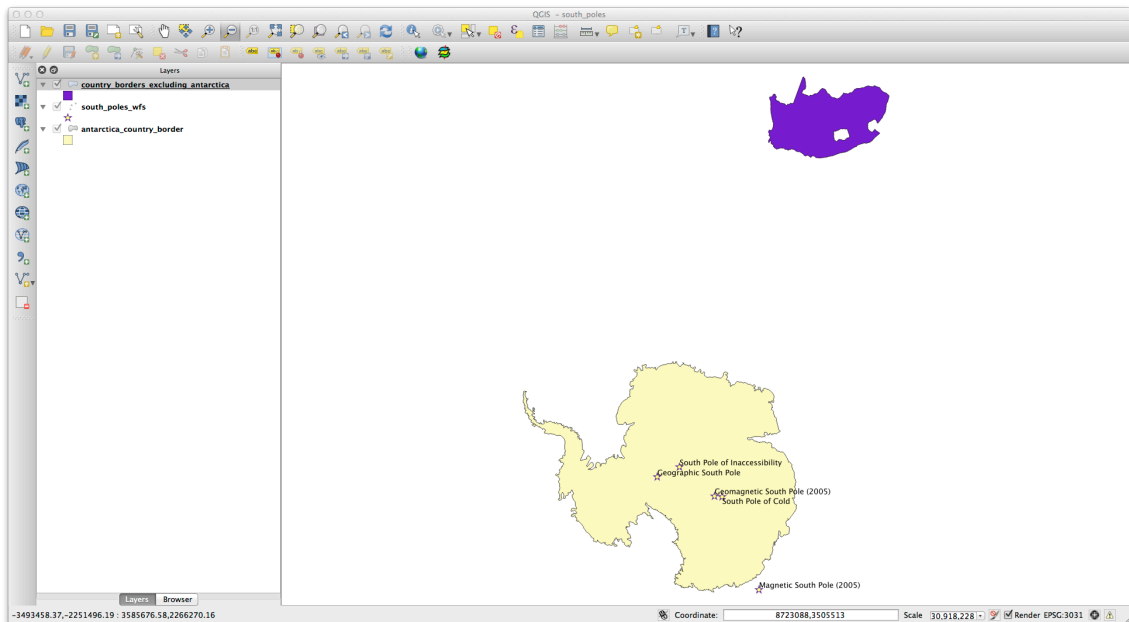 QGIS - south_poles
Layers
country_borders_excluding_antarctica
south_poles_wfs
antarctica_country_border
South Pole of Inaccessibility
Geographic South Pole
Geomagnetic South Pole (2005)
South Pole of Cold
Magnetic South Pole (2005)
Layers Browser
-3493458.37,-2251496.19 : 3585676.58,2266270.16 Coordinate: 8723088,3505513 Scale 30,918,228 Render EPSG:3031